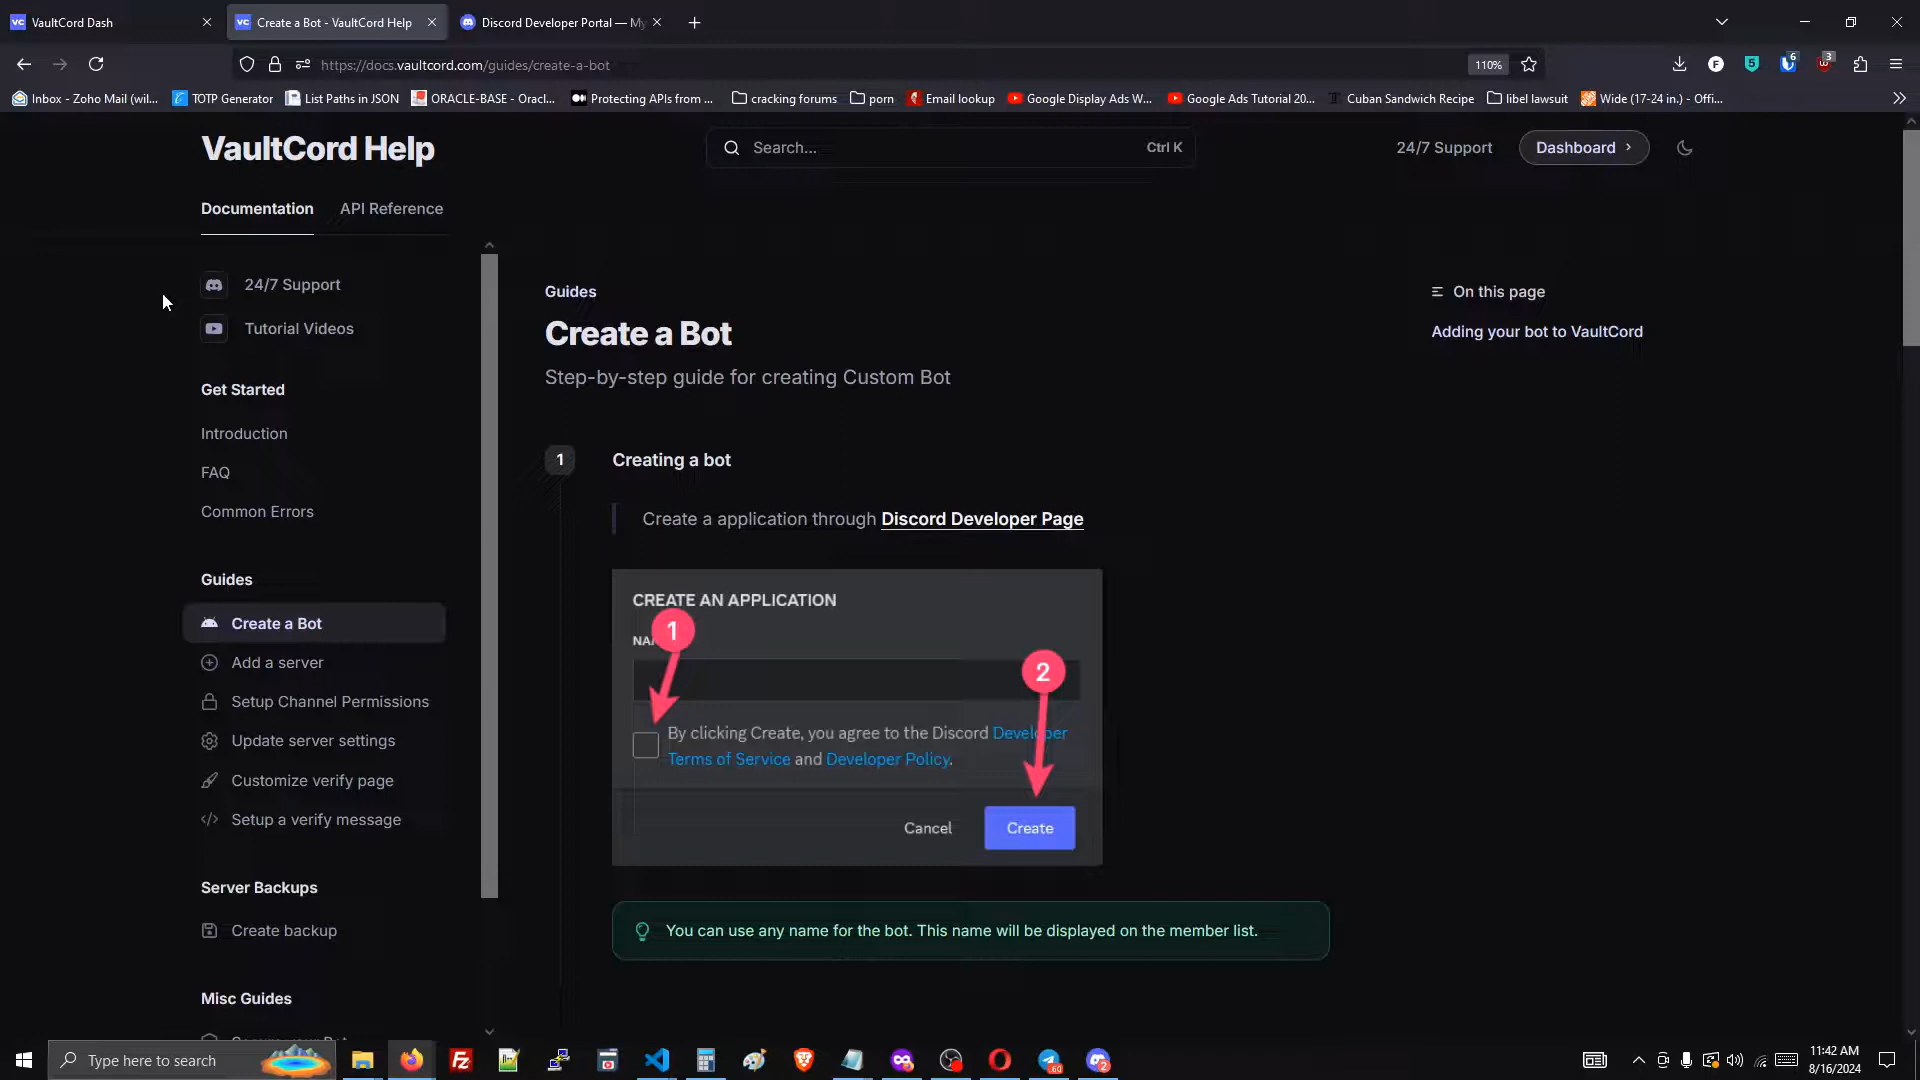 VaultCord Dash
Create a Bot - VaultCord Help
Discord Developer Portal — My
https://docs.vaultcord.com/guides/create-a-bot
110%
5
6
3
Inbox - Zoho Mail (wil...
TOTP Generator
List Paths in JSON
ORACLE-BASE - Oracl...
Protecting APIs from ...
cracking forums
porn
Email lookup
Google Display Ads W...
Google Ads Tutorial 20...
Cuban Sandwich Recipe
libel lawsuit
Wide (17-24 in.) - Offi...
VaultCord Help
Search...
Ctrl K
24/7 Support
Dashboard
Documentation
API Reference
24/7 Support
Tutorial Videos
Get Started
Introduction
FAQ
Common Errors
Guides
Create a Bot
Add a server
Setup Channel Permissions
Update server settings
Customize verify page
Setup a verify message
Server Backups
Create backup
Misc Guides
Guides
Create a Bot
Step-by-step guide for creating Custom Bot
1
Creating a bot
Create a application through Discord Developer Page
CREATE AN APPLICATION
1
2
By clicking Create, you agree to the Discord Developer
Terms of Service and Developer Policy.
Cancel
Create
You can use any name for the bot. This name will be displayed on the member list.
On this page
Adding your bot to VaultCord
Type here to search
11:42 AM
8/16/2024